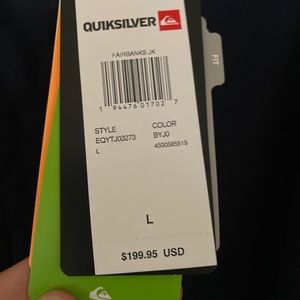 QUIKSILVER
FAIRBANKS JK
FIT
1 94476 01702 7
STYLE COLOR
EQYTJ03273 BYJ0
L 4500585519
L
$199.95 USD